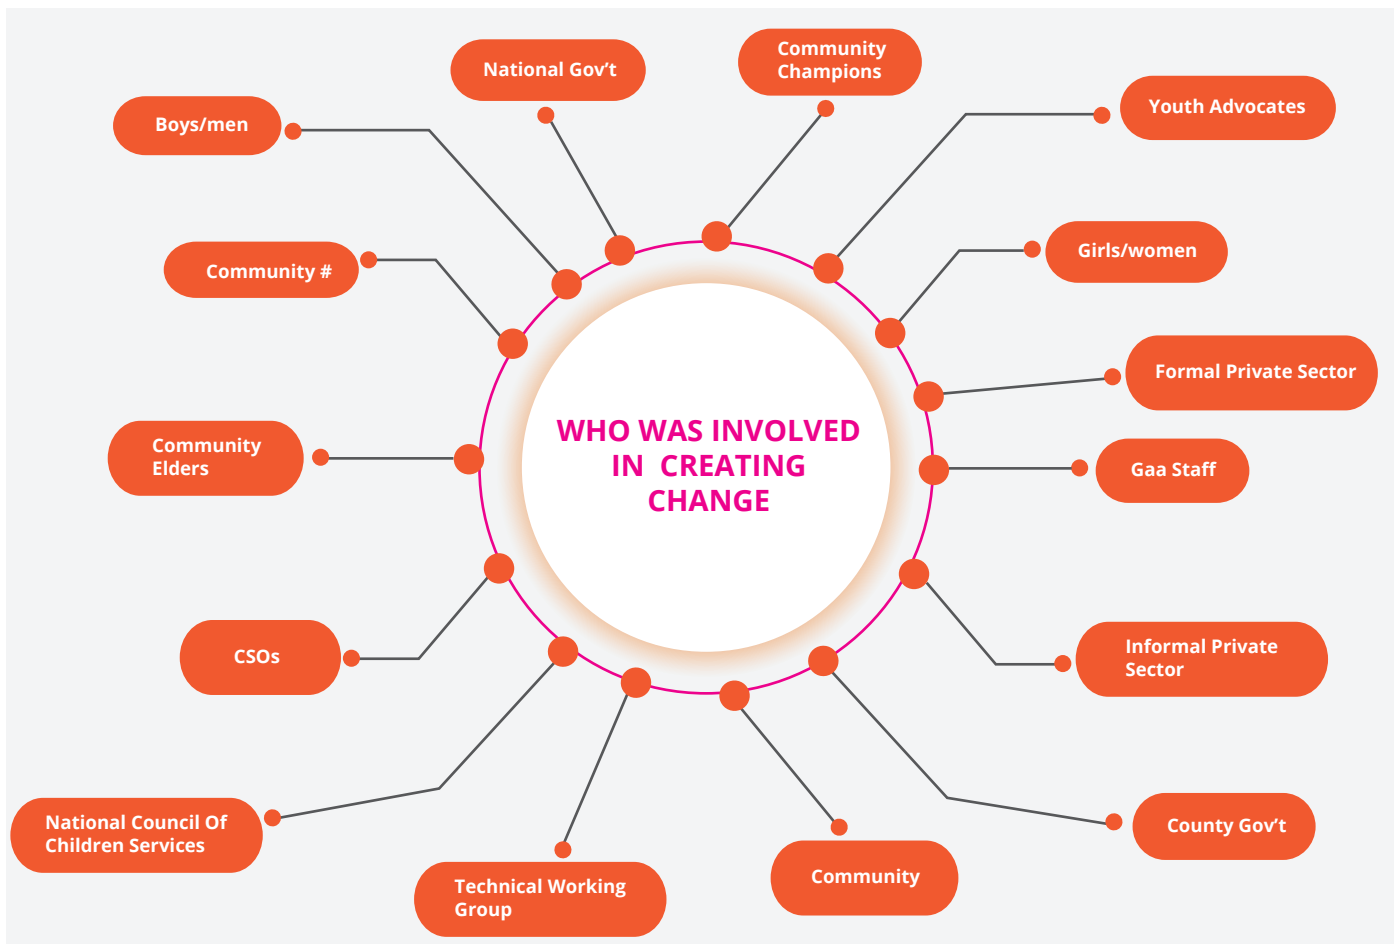 Community
Champions
National Gov’t
Youth Advocates
Boys/men
Girls/women
Community #
Formal Private Sector
WHO WAS INVOLVED
IN CREATING
CHANGE
Community
Elders
Gaa Staff
CSOs
Informal Private
Sector
National Council Of
Children Services
County Gov’t
Technical Working
Group
Community